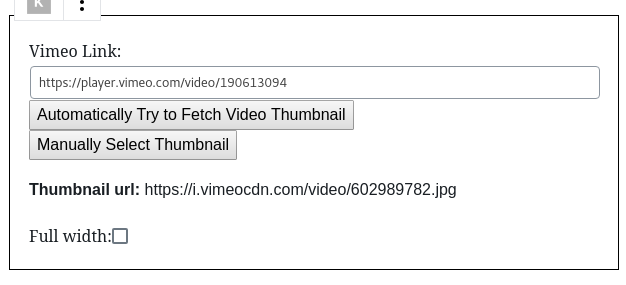 K
Vimeo Link:
https://player.vimeo.com/video/190613094
Automatically Try to Fetch Video Thumbnail
Manually Select Thumbnail
Thumbnail url: https://i.vimeocdn.com/video/602989782.jpg
Full width: